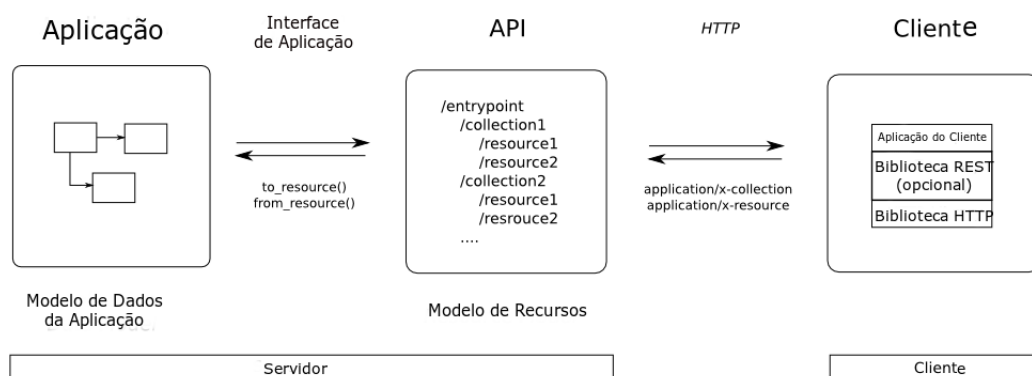 Aplicação
Interface
de Aplicação
API
HTTP
Cliente
/entrypoint
/collection1
/resource1
/resource2
/collection2
/resource1
/resrouce2
....
to_resource()
from_resource()
application/x-collection
application/x-resource
Aplicação do Cliente
Biblioteca REST
(opcional)
Biblioteca HTTP
Modelo de Dados
da Aplicação
Modelo de Recursos
Servidor
Cliente